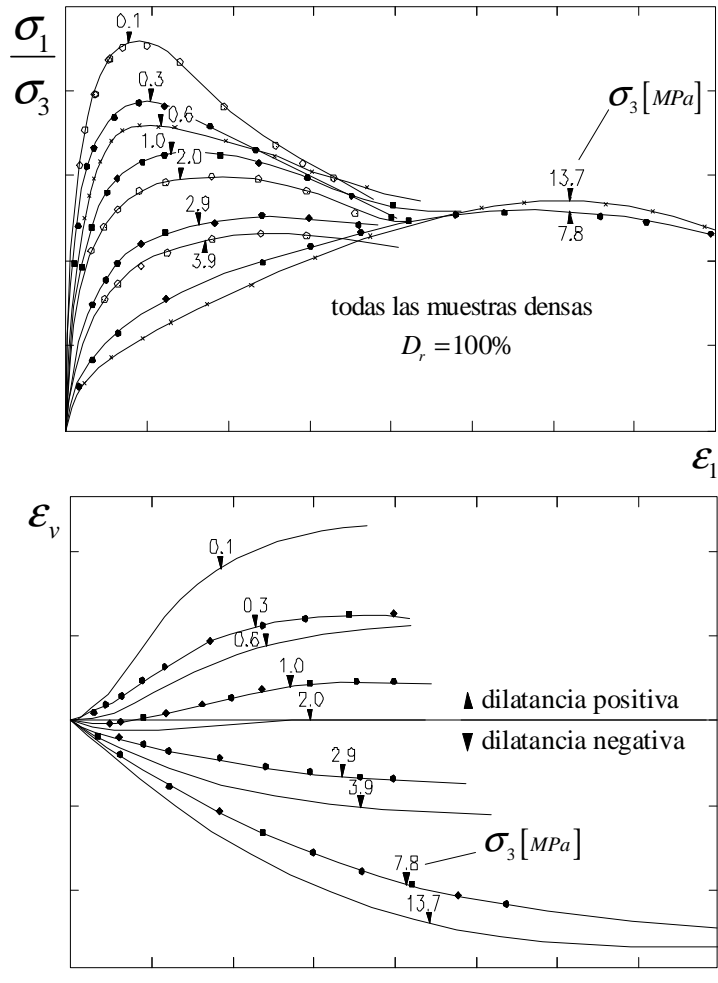 σ₁
σ₃
0.1
0.3
0.6
1.0
2.0
2.9
3.9
σ₃ [MPa]
13.7
7.8
todas las muestras densas
Dᵣ = 100%
ε₁
εᵥ
0.1
0.3
0.6
1.0
2.0
dilatancia positiva
dilatancia negativa
2.9
3.9
σ₃ [MPa]
7.8
13.7